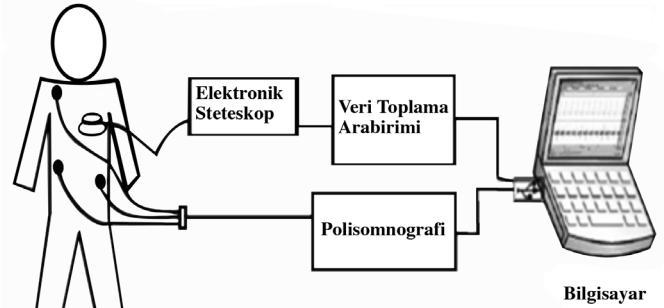 Elektronik
Steteskop
Veri Toplama
Arabirimi
Polisomnografi
Bilgisayar